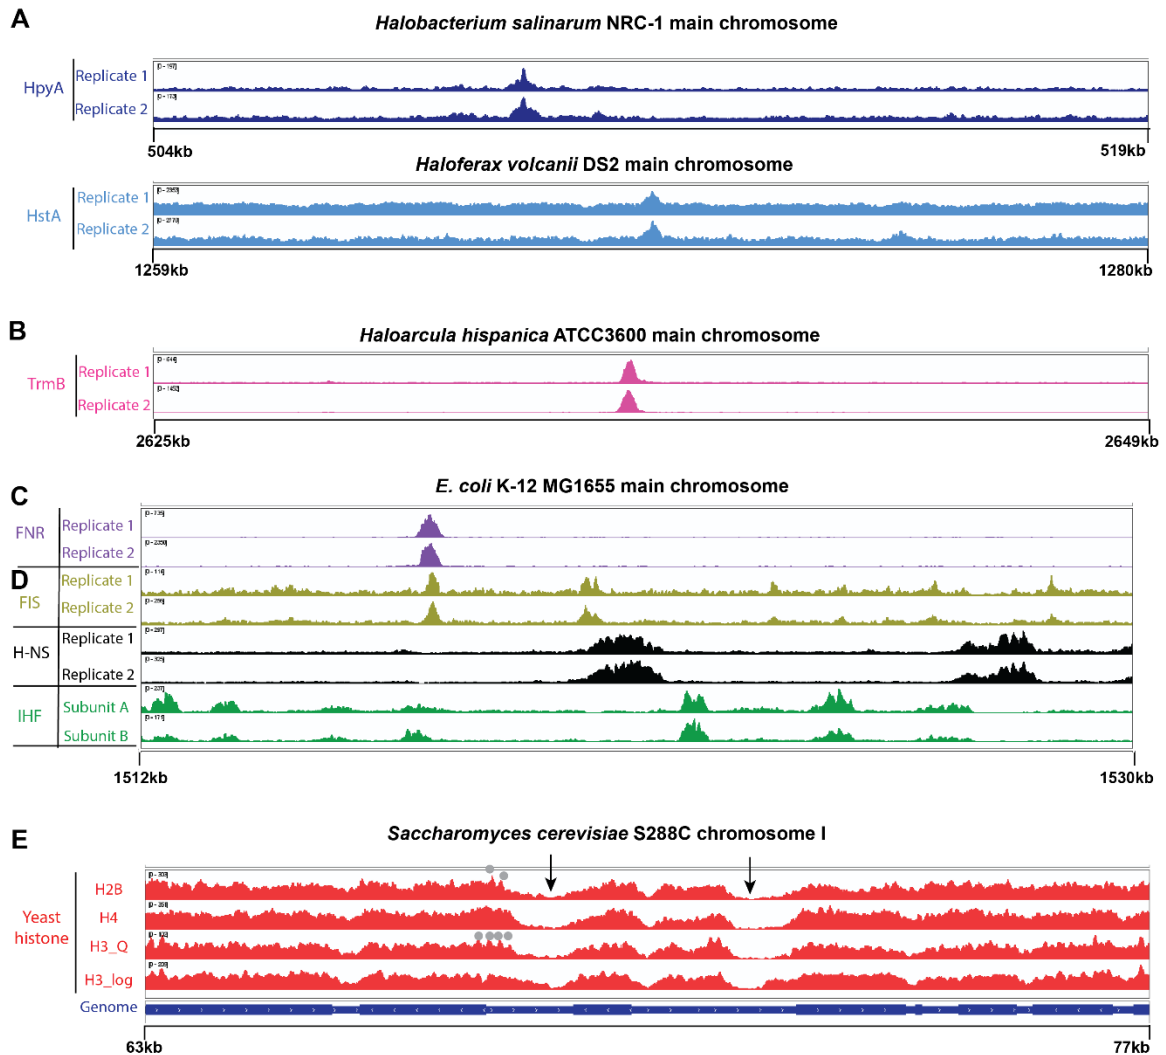 A
Halobacterium salinarum NRC-1 main chromosome
HpyA
Replicate 1
[0 - 197]
Replicate 2
504kb
519kb
Haloferax volcanii DS2 main chromosome
HstA
Replicate 1
Replicate 2
1259kb
1280kb
B
Haloarcula hispanica ATCC3600 main chromosome
TrmB
Replicate 1
Replicate 2
2625kb
2649kb
C
E. coli K-12 MG1655 main chromosome
FNR
Replicate 1
Replicate 2
D
FIS
Replicate 1
Replicate 2
H-NS
Replicate 1
Replicate 2
IHF
Subunit A
Subunit B
1512kb
1530kb
E
Saccharomyces cerevisiae S288C chromosome I
Yeast
histone
H2B
H4
H3_Q
H3_log
Genome
63kb
77kb